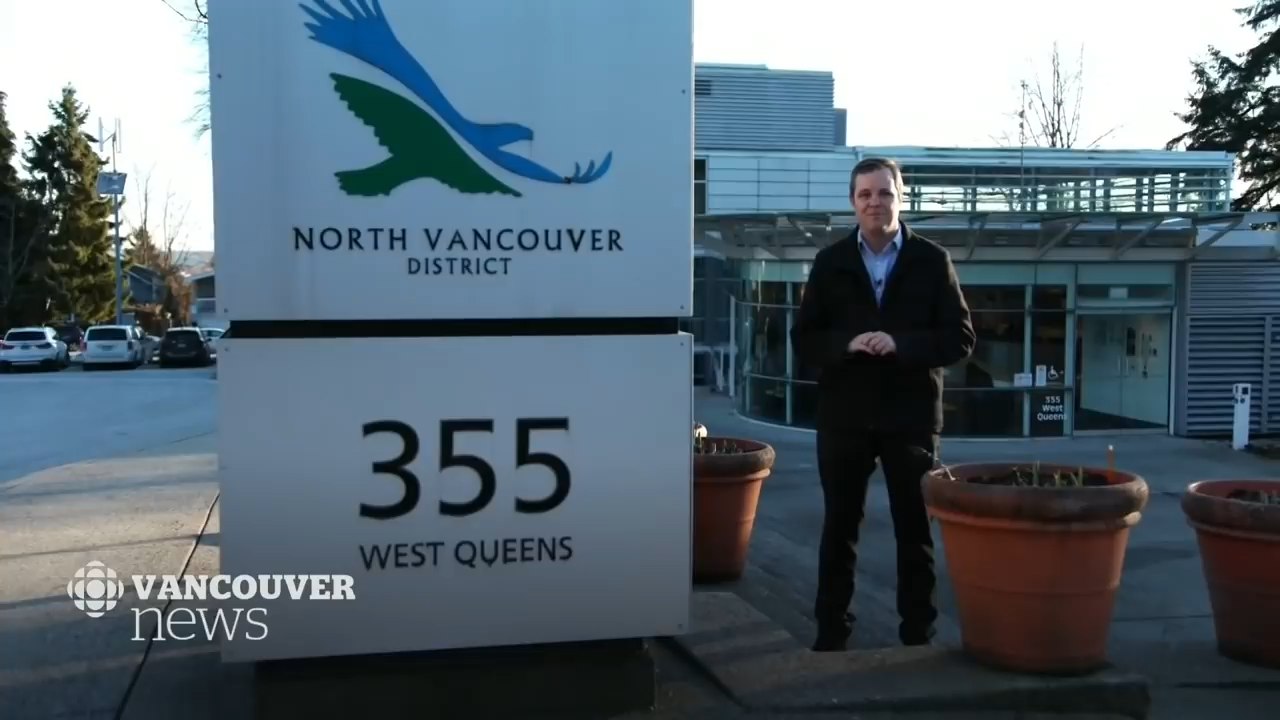 NORTH VANCOUVER
DISTRICT
355
WEST QUEENS
355
West
Queens
VANCOUVER
news